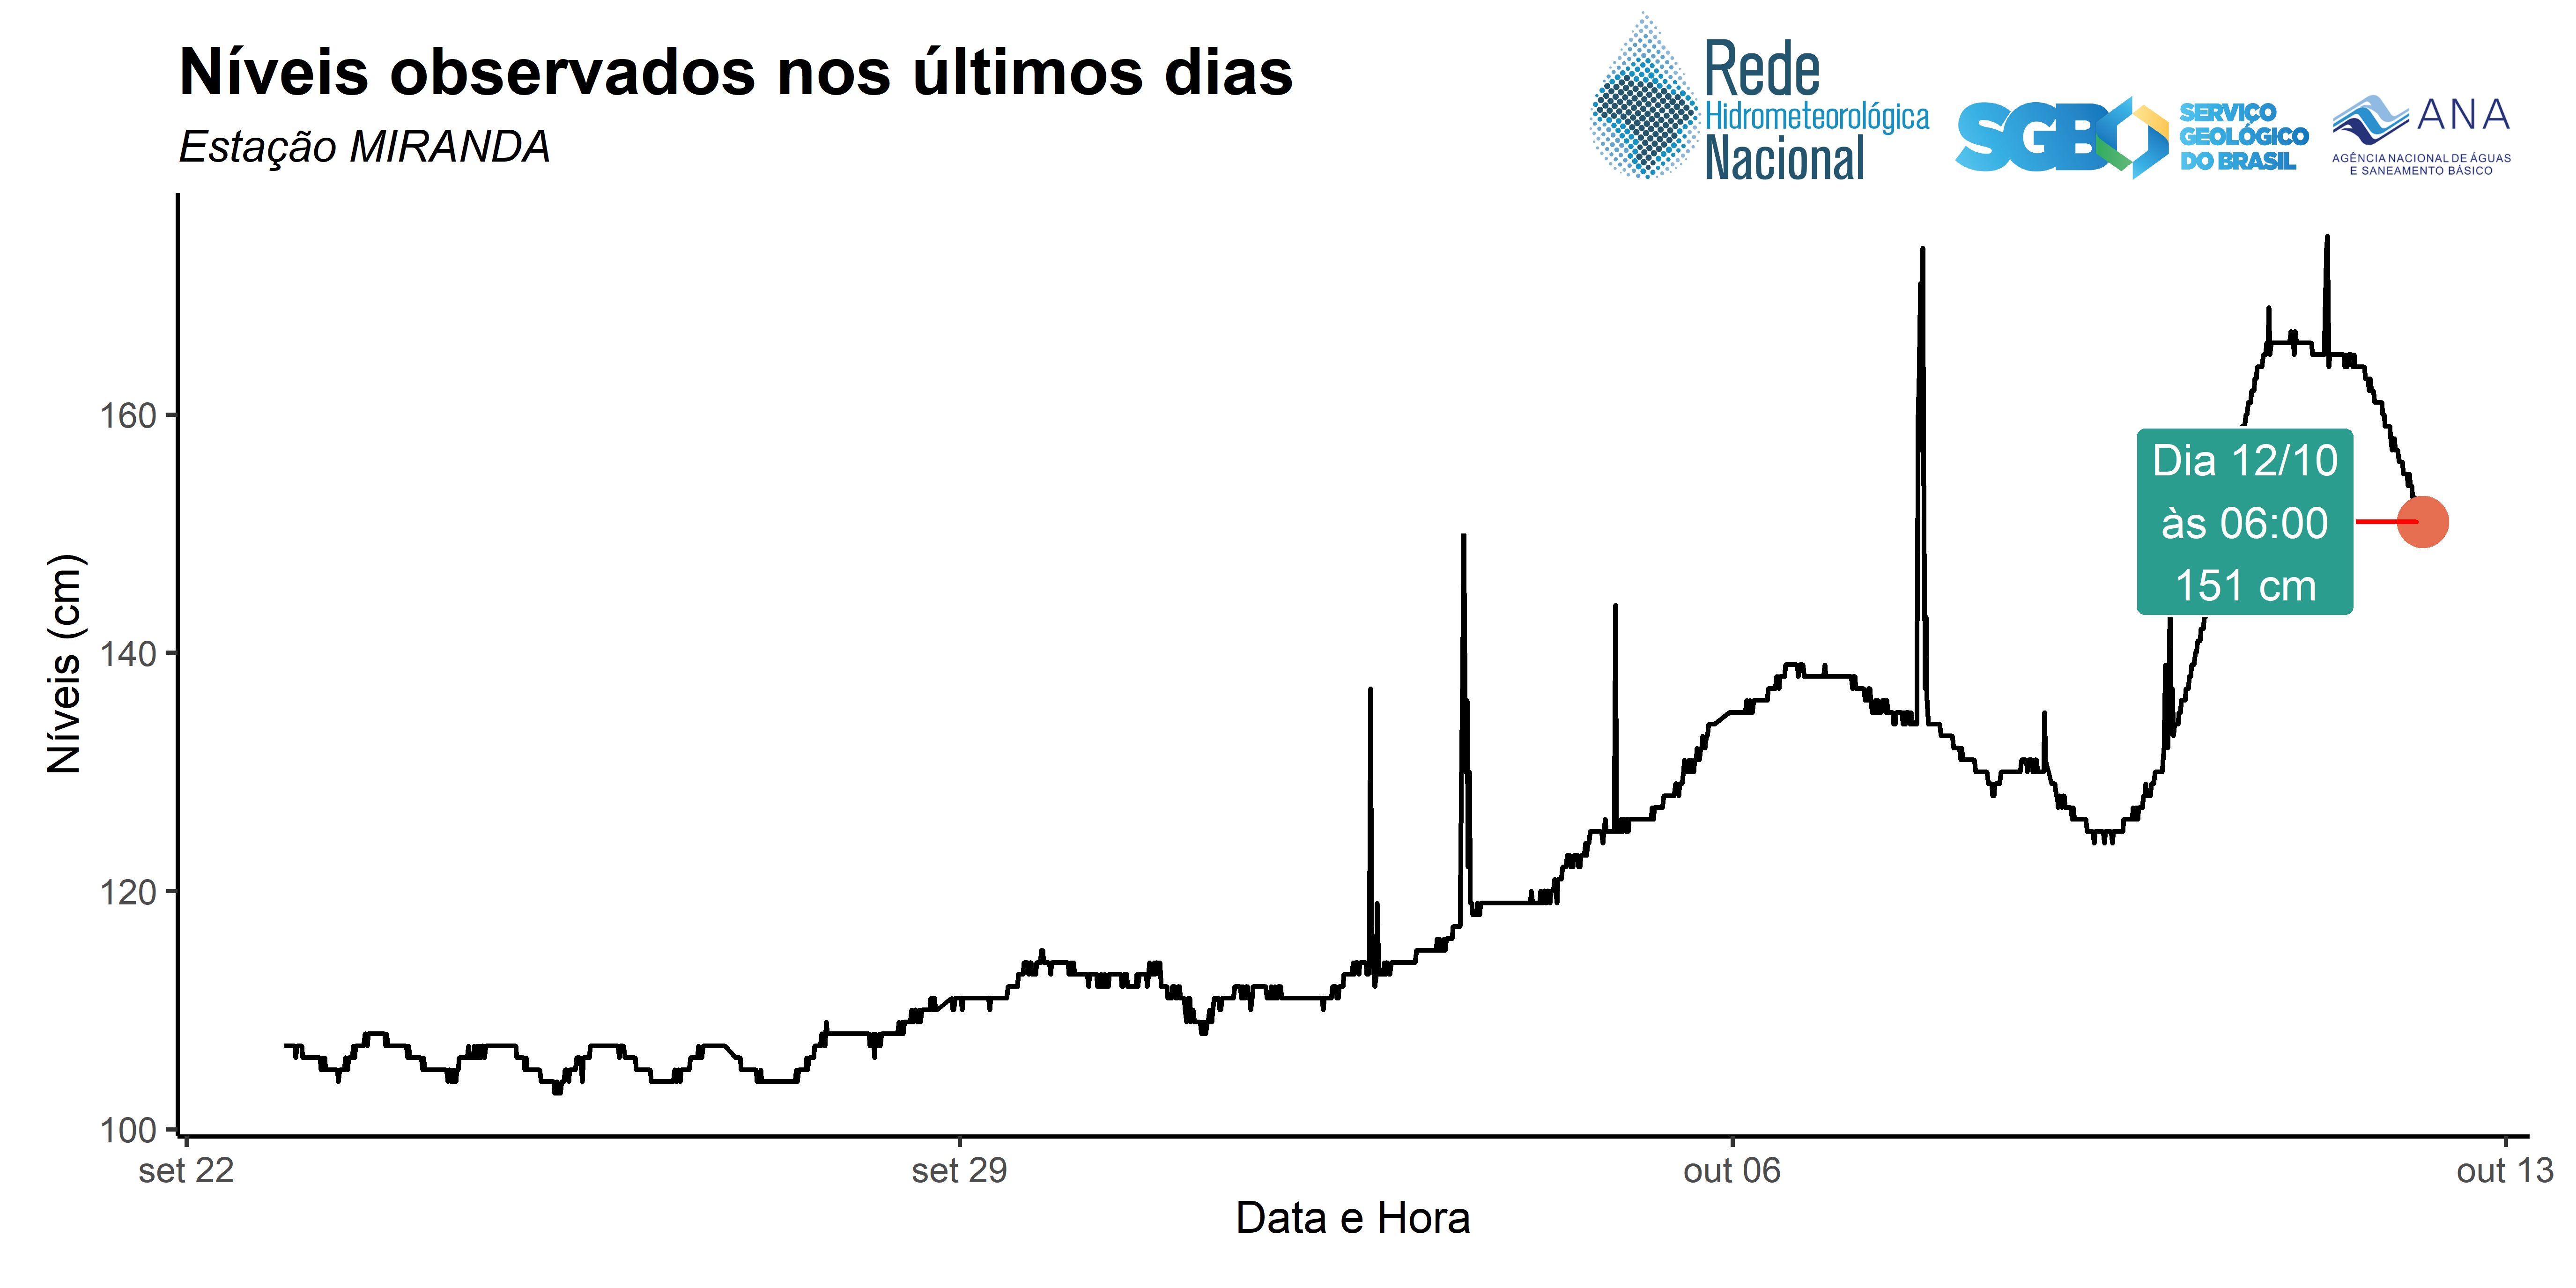 Níveis observados nos últimos dias
Estação MIRANDA
Rede
Hidrometeorológica
Nacional
SGB
SERVIÇO
GEOLÓGICO
DO BRASIL
ANA
AGÊNCIA NACIONAL DE ÁGUAS
E SANEAMENTO BÁSICO
Níveis (cm)
160
140
120
100
Dia 12/10
às 06:00
151 cm
set 22
set 29
out 06
out 13
Data e Hora